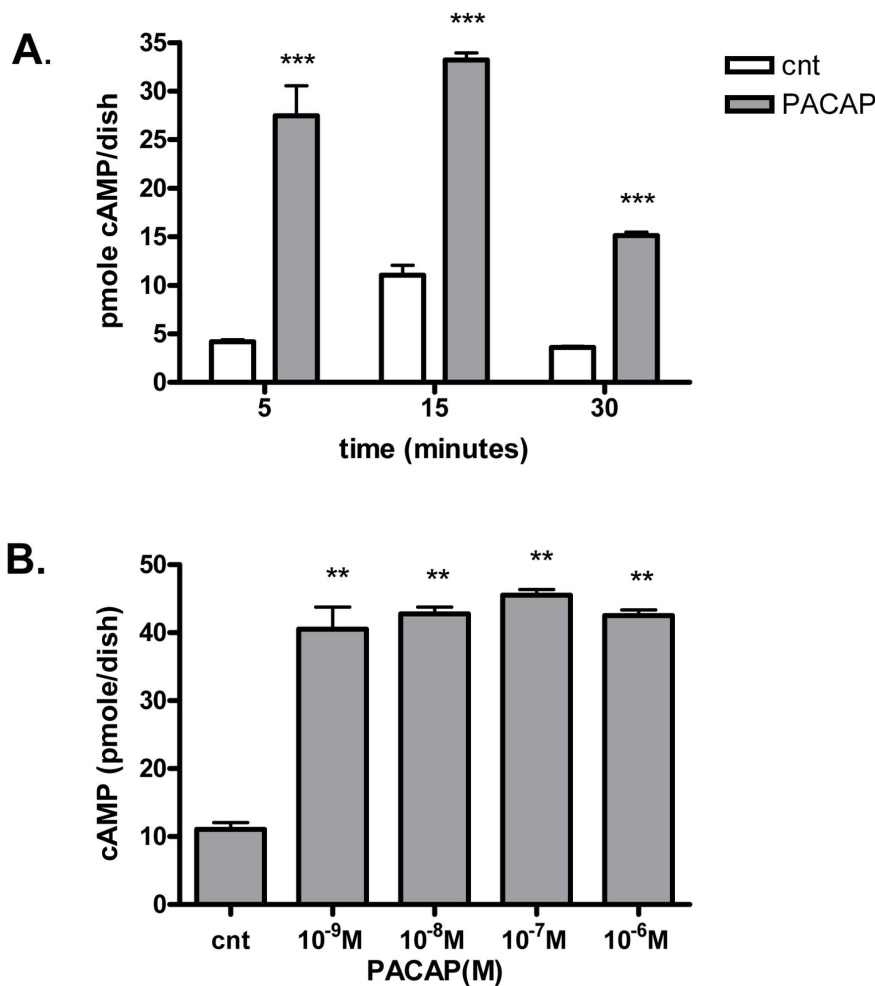 A.
pmole cAMP/dish
35
30
25
20
15
10
5
0
***
***
***
5 15 30
time (minutes)
cnt
PACAP
B.
cAMP (pmole/dish)
50
40
30
20
10
0
**
**
**
**
cnt 10⁻⁹M 10⁻⁸M 10⁻⁷M 10⁻⁶M
PACAP(M)